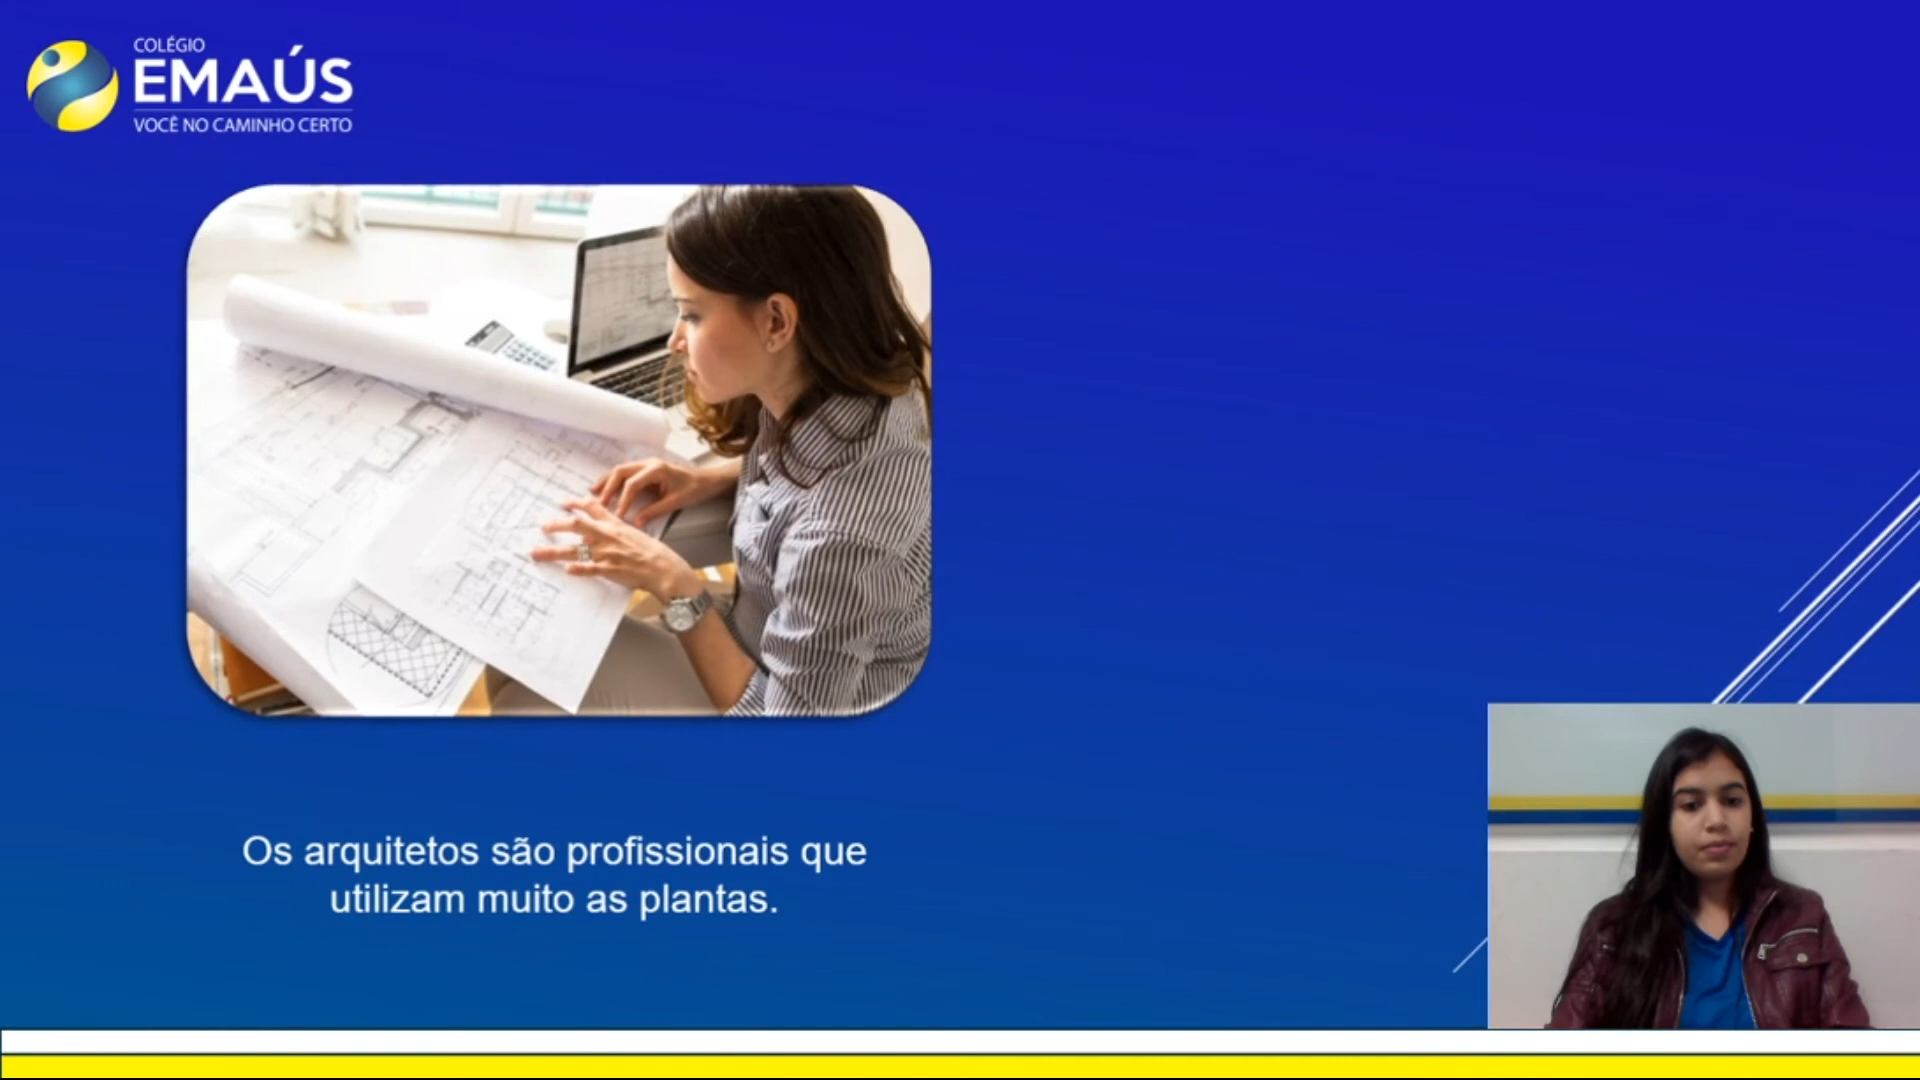 COLÉGIO
EMAÚS
VOCÊ NO CAMINHO CERTO
Os arquitetos são profissionais que
utilizam muito as plantas.